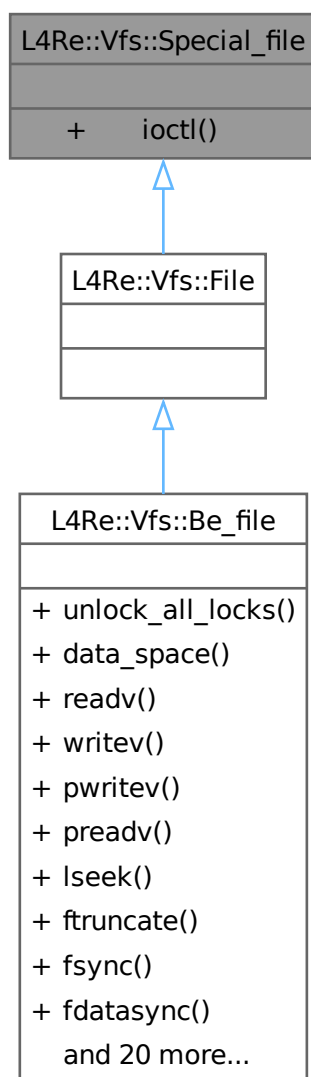 L4Re::Vfs::Special_file
+ ioctl()
L4Re::Vfs::File
L4Re::Vfs::Be_file
+ unlock_all_locks()
+ data_space()
+ readv()
+ writev()
+ pwritev()
+ preadv()
+ lseek()
+ ftruncate()
+ fsync()
+ fdatasync()
and 20 more...